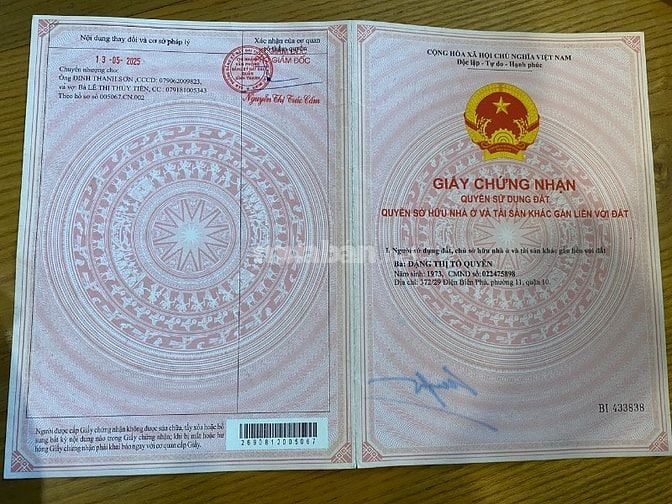 Nội dung thay đổi và cơ sở pháp lý
Xác nhận của cơ quan
có thẩm quyền
13-05-2025
Chuyển nhượng cho:
Ông ĐINH THANH SƠN ,CCCD: 079062009823,
và vợ: Bà LÊ THỊ THUỶ TIÊN, CC: 079181005343
Theo hồ sơ số 005067.CN.002
GIÁM ĐỐC
Nguyễn Thị Trúc Cẩm
Người được cấp Giấy chứng nhận không được sửa chữa, tẩy xóa hoặc bổ
sung bất kỳ nội dung nào trong Giấy chứng nhận; khi bị mất hoặc hư
hỏng Giấy chứng nhận phải khai báo ngay với cơ quan cấp Giấy.
2690812005067
CỘNG HÒA XÃ HỘI CHỦ NGHĨA VIỆT NAM
Độc lập - Tự do - Hạnh phúc
GIẤY CHỨNG NHẬN
QUYỀN SỬ DỤNG ĐẤT
QUYỀN SỞ HỮU NHÀ Ở VÀ TÀI SẢN KHÁC GẮN LIỀN VỚI ĐẤT
I. Người sử dụng đất, chủ sở hữu nhà ở và tài sản khác gắn liền với đất
Bà: ĐẶNG THỊ TỐ QUYÊN
Năm sinh: 1973, CMND số: 022475898
Địa chỉ: 372/29 Điện Biên Phủ, phường 11, quận 10.
BI 433838